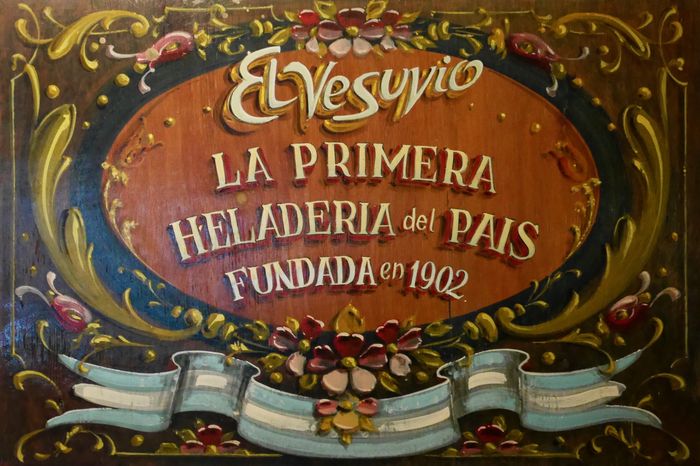 El Vesuvio
LA PRIMERA
HELADERIA del PAIS
FUNDADA en 1902.